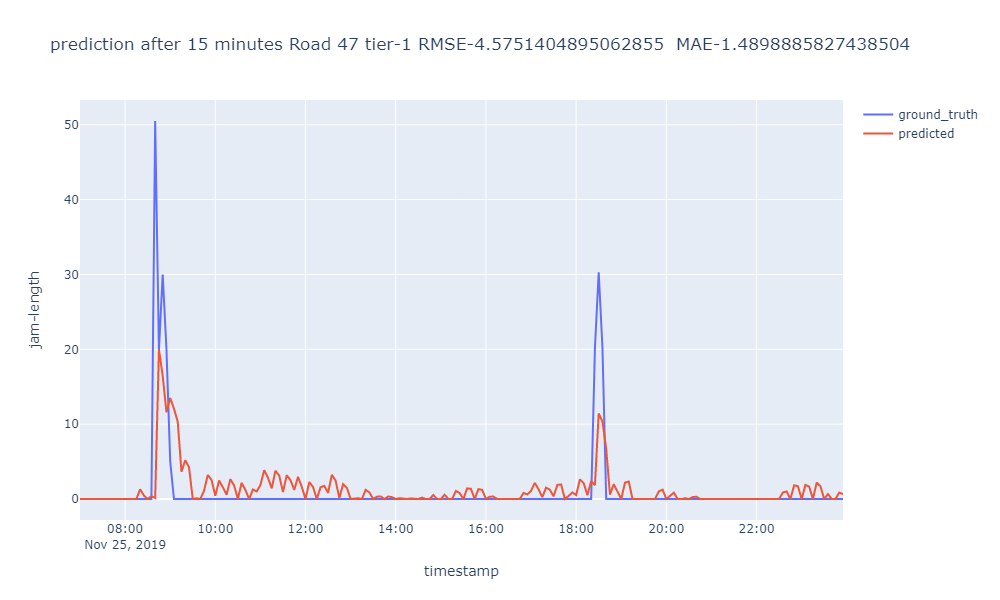 prediction after 15 minutes Road 47 tier-1 RMSE-4.5751404895062855  MAE-1.4898885827438504
ground_truth
predicted
50
40
30
20
10
0
jam-length
08:00 10:00 12:00 14:00 16:00 18:00 20:00 22:00
Nov 25, 2019
timestamp